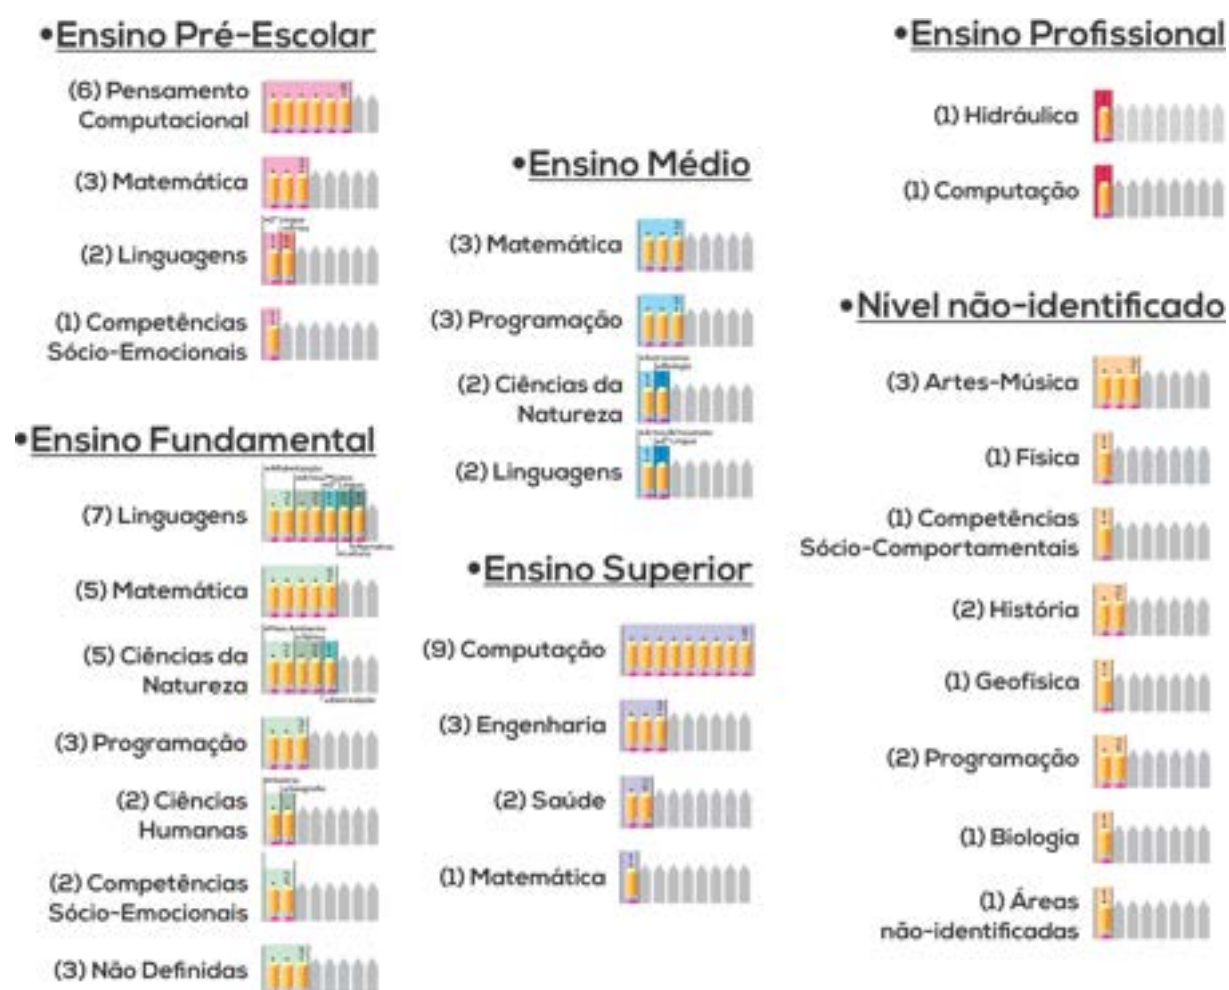 •Ensino Pré-Escolar
(6) Pensamento
Computacional
(3) Matemática
(2) Linguagens
(1) Competências
Sócio-Emocionais
•Ensino Fundamental
(7) Linguagens
(5) Matemática
(5) Ciências da
Natureza
(3) Programação
(2) Ciências
Humanas
(2) Competências
Sócio-Emocionais
(3) Não Definidas
•Ensino Médio
(3) Matemática
(3) Programação
(2) Ciências da
Natureza
(2) Linguagens
•Ensino Superior
(9) Computação
(3) Engenharia
(2) Saúde
(1) Matemática
•Ensino Profissional
(1) Hidráulica
(1) Computação
•Nível não-identificado
(3) Artes-Música
(1) Física
(1) Competências
Sócio-Comportamentais
(2) História
(1) Geofísica
(2) Programação
(1) Biologia
(1) Áreas
não-identificadas